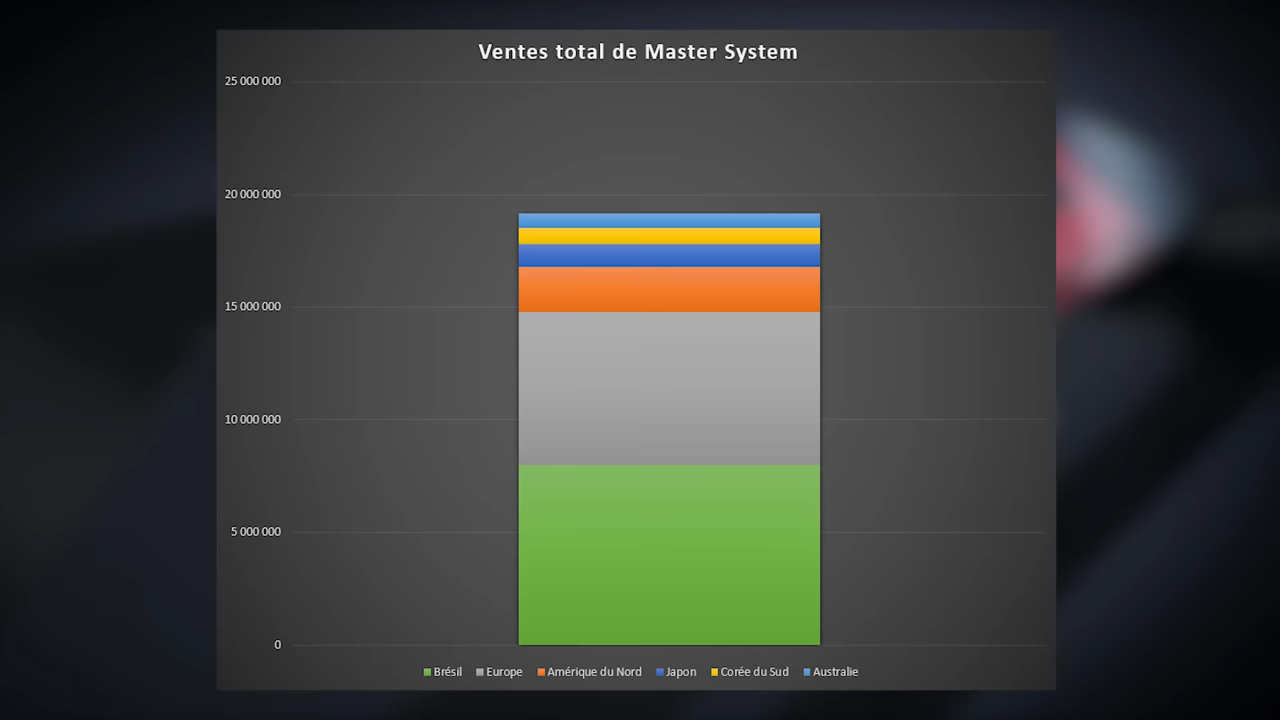 Ventes total de Master System
25 000 000
20 000 000
15 000 000
10 000 000
5 000 000
0
Brésil Europe Amérique du Nord Japon Corée du Sud Australie